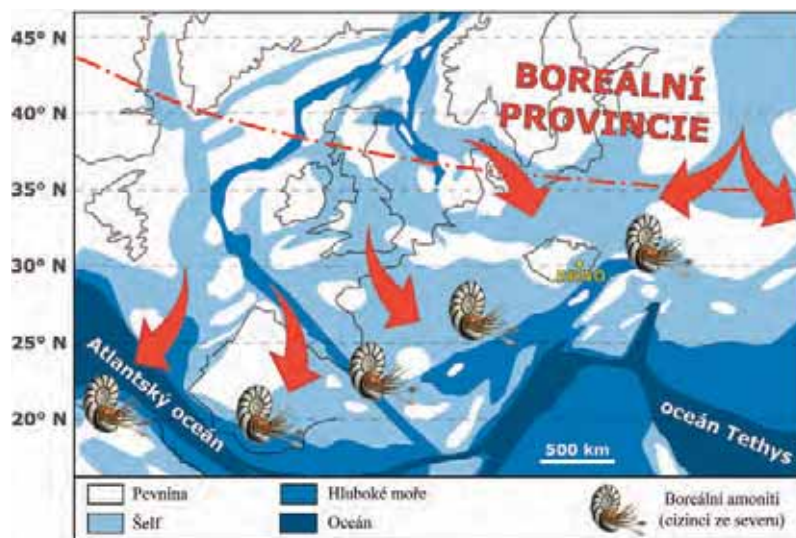 45° N
40° N
35° N
30° N
25° N
20° N
BOREÁLNÍ
PROVINCIE
BRNO
Atlantský oceán
oceán Tethys
500 km
Pevnina
Šelf
Hluboké moře
Oceán
Boreální amoniti
(cizinci ze severu)